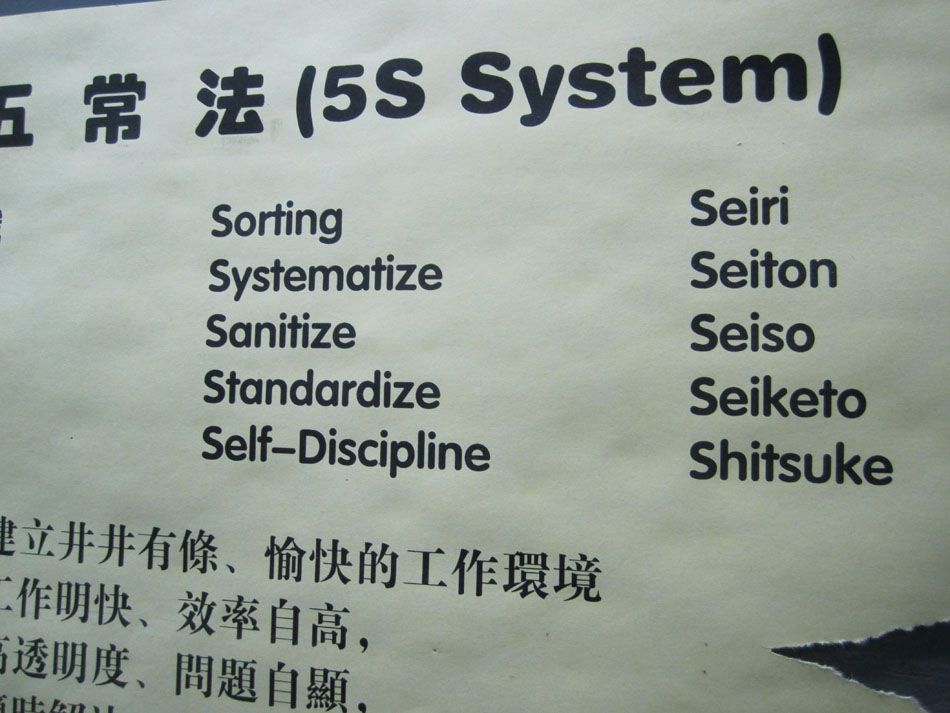 五常法(5S System)
Sorting Seiri
Systematize Seiton
Sanitize Seiso
Standardize Seiketo
Self-Discipline Shitsuke
建立井井有條、愉快的工作環境
工作明快、效率自高，
高透明度、問題自顯，